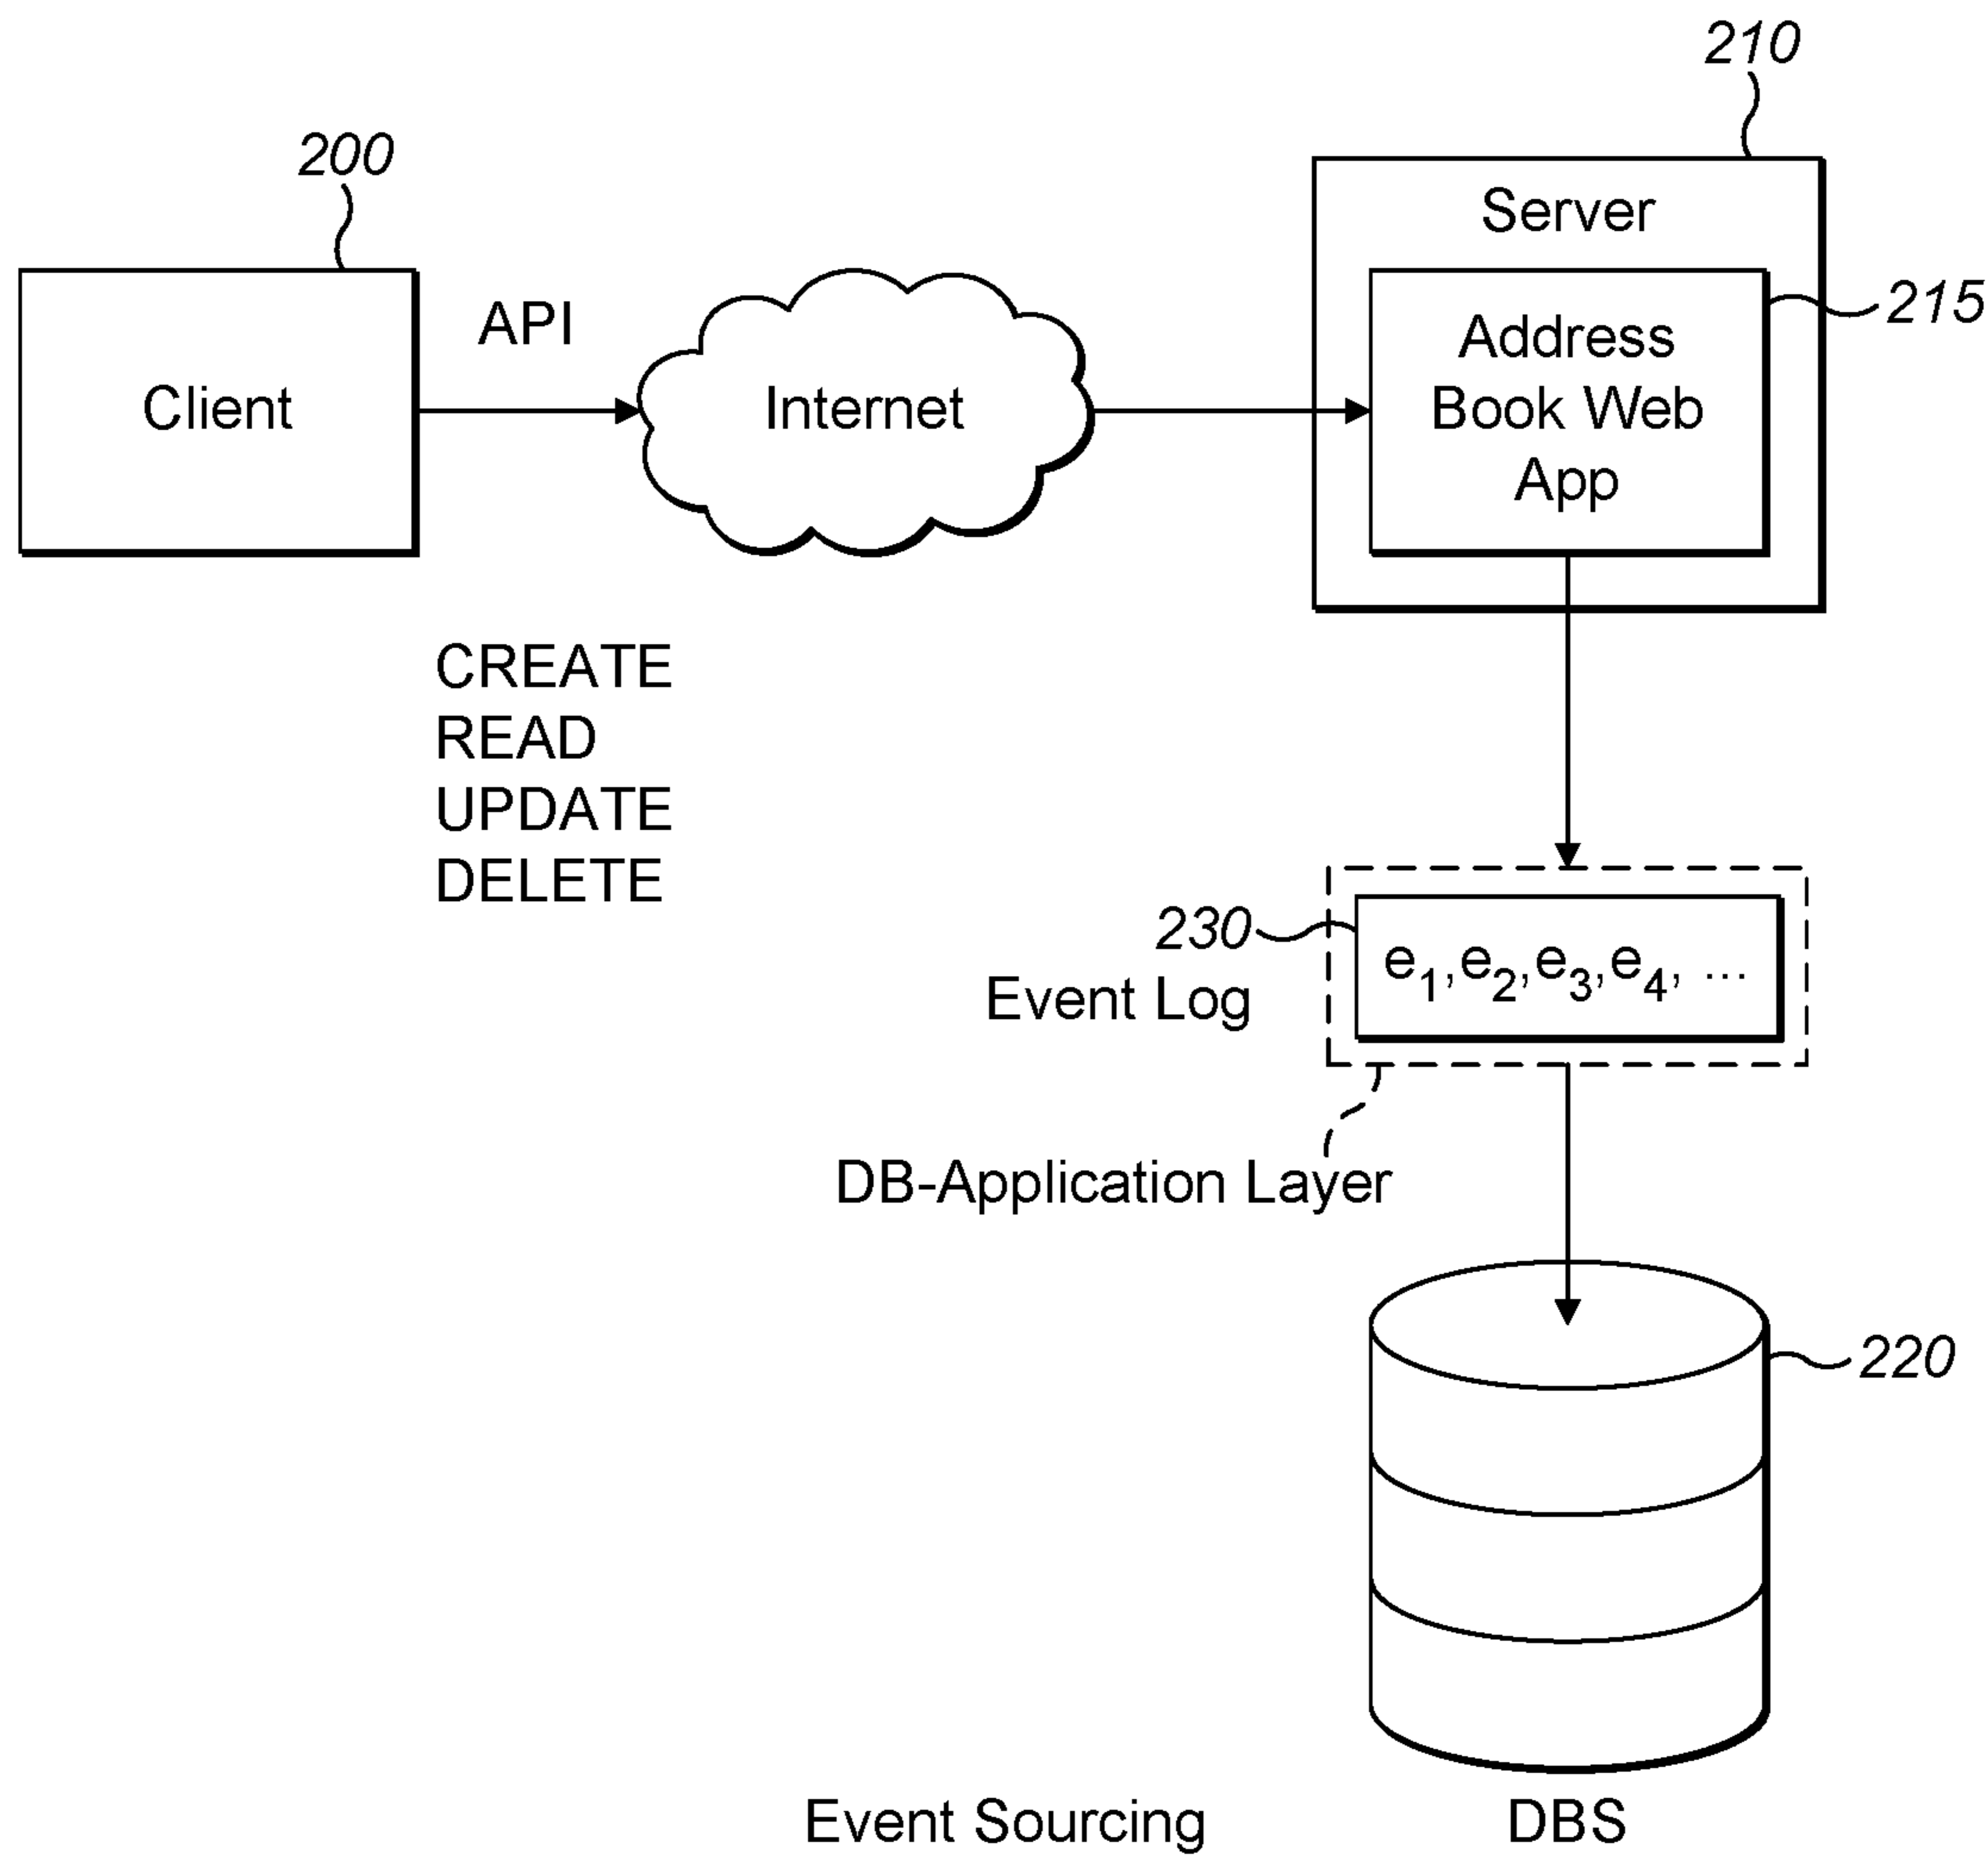 210
200
Server
API
215
Address
Book Web
App
Client
Internet
CREATE
READ
UPDATE
DELETE
230
Event Log
e1,e2,e3,e4, ...
DB-Application Layer
220
Event Sourcing
DBS